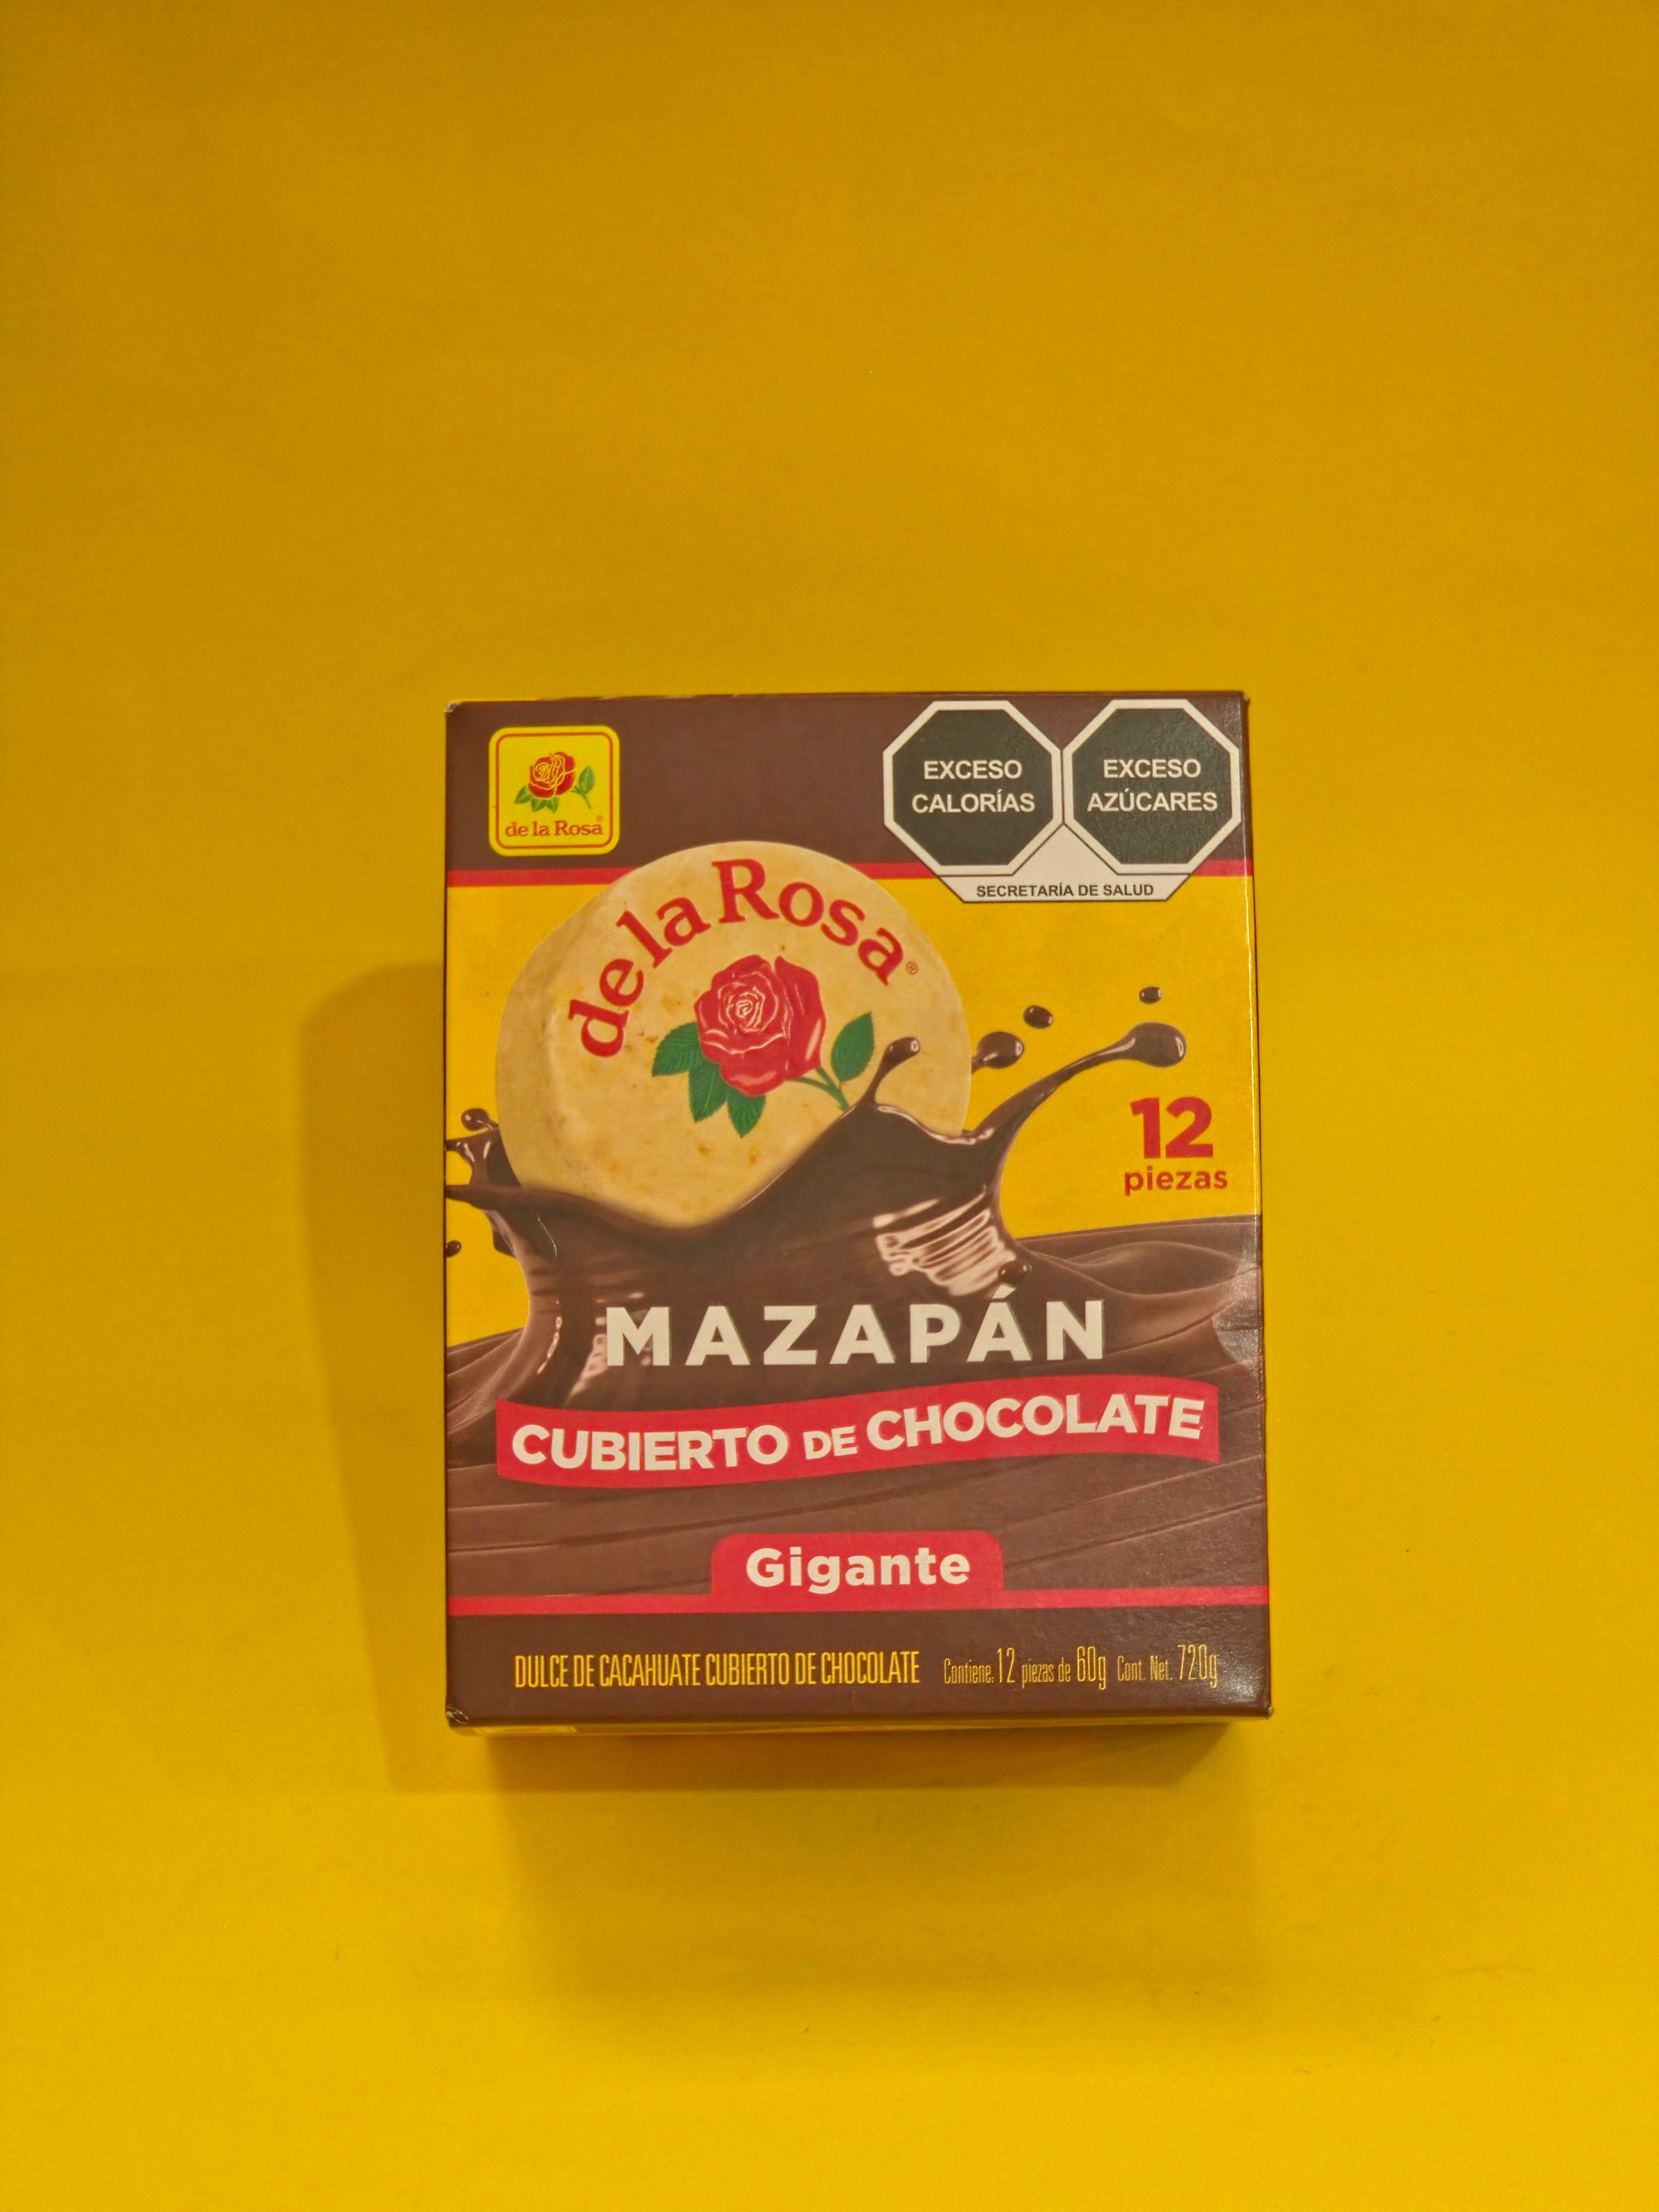 de la Rosa®
EXCESO
CALORÍAS
EXCESO
AZÚCARES
SECRETARÍA DE SALUD
de la Rosa®
12
piezas
MAZAPÁN
CUBIERTO DE CHOCOLATE
Gigante
DULCE DE CACAHUATE CUBIERTO DE CHOCOLATE Contiene: 12 piezas de 60g Cont. Net. 720g